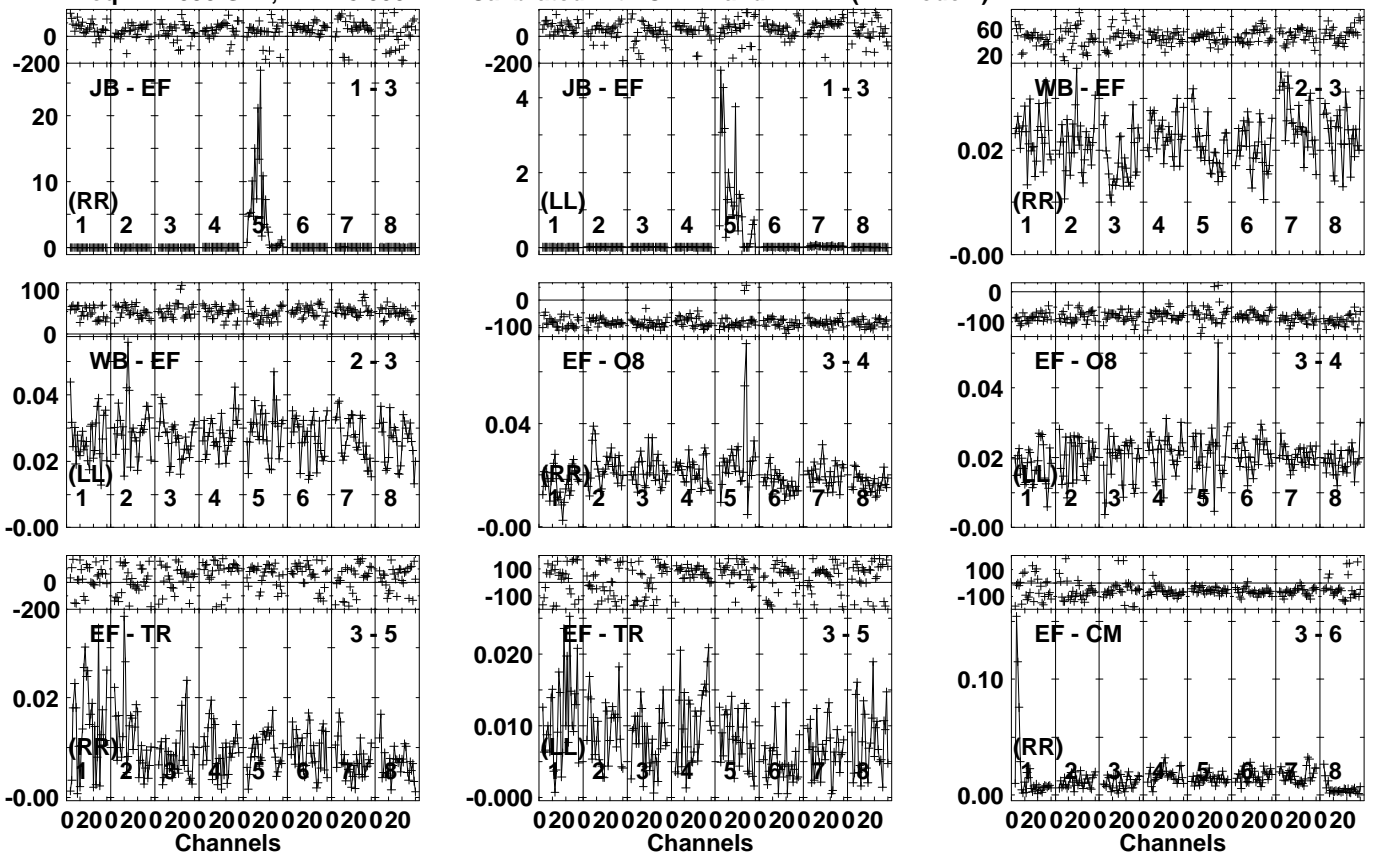 0
-200
JB - EF 1 - 3
20
10
0
(RR)
1 2 3 4 5 6 7 8
0
-200
JB - EF 1 - 3
4
2
0
(LL)
1 2 3 4 5 6 7 8
60
20
WB - EF 2 - 3
0.02
-0.00
(RR)
1 2 3 4 5 6 7 8
100
0
WB - EF 2 - 3
0.04
0.02
-0.00
(LL)
1 2 3 4 5 6 7 8
0
-100
EF - O8 3 - 4
0.04
-0.00
(RR)
1 2 3 4 5 6 7 8
0
-100
EF - O8 3 - 4
0.04
0.02
-0.00
(LL)
1 2 3 4 5 6 7 8
0
-200
EF - TR 3 - 5
0.02
-0.00
(RR)
1 2 3 4 5 6 7 8
020020020020020020020020
Channels
100
-100
EF - TR 3 - 5
0.020
0.010
-0.000
(LL)
1 2 3 4 5 6 7 8
020020020020020020020020
Channels
100
-100
EF - CM 3 - 6
0.10
0.00
(RR)
1 2 3 4 5 6 7 8
020020020020020020020020
Channels